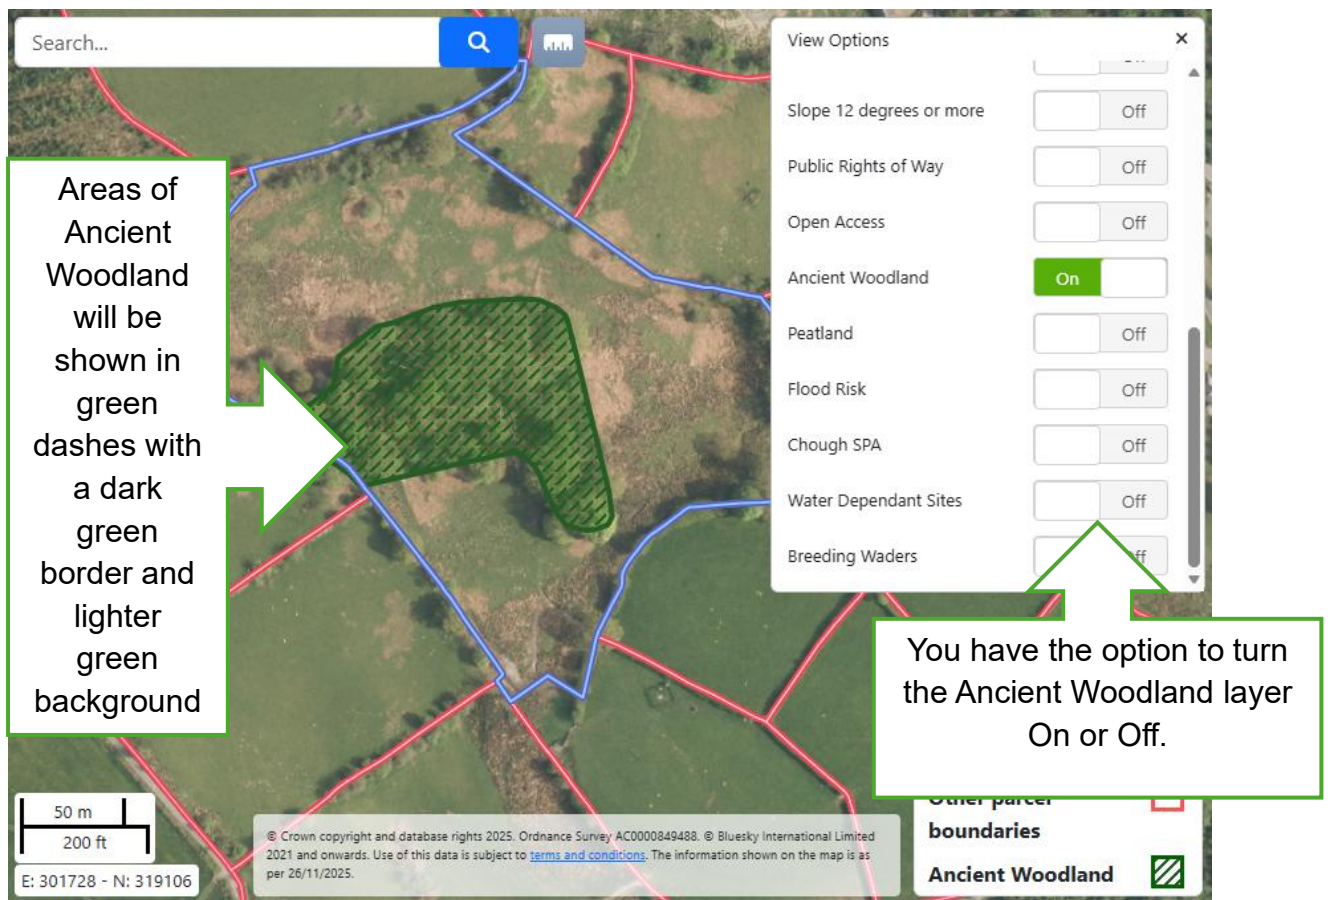 Search...
View Options
Slope 12 degrees or more
Off
Public Rights of Way
Off
Open Access
Off
Ancient Woodland
On
Peatland
Off
Flood Risk
Off
Chough SPA
Off
Water Dependant Sites
Off
Breeding Waders
Areas of
Ancient
Woodland
will be
shown in
green
dashes with
a dark
green
border and
lighter
green
background
You have the option to turn
the Ancient Woodland layer
On or Off.
Other parcel
boundaries
Ancient Woodland
50 m
200 ft
E: 301728 - N: 319106
© Crown copyright and database rights 2025. Ordnance Survey AC0000849488. © Bluesky International Limited
2021 and onwards. Use of this data is subject to terms and conditions. The information shown on the map is as
per 26/11/2025.